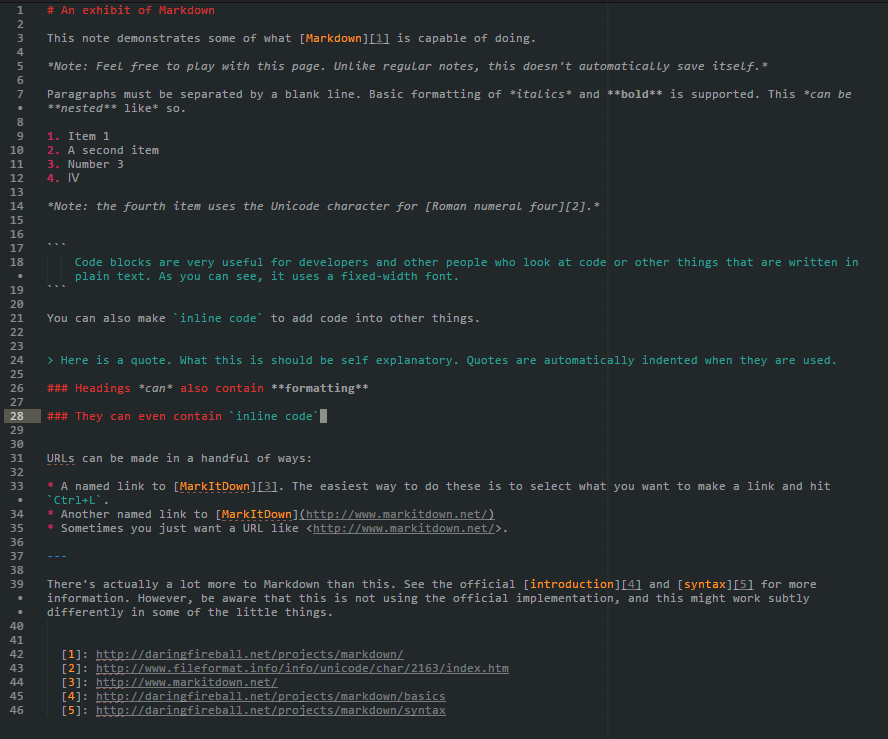 1 # An exhibit of Markdown
2
3 This note demonstrates some of what [Markdown][1] is capable of doing.
4
5 *Note: Feel free to play with this page. Unlike regular notes, this doesn't automatically save itself.*
6
7 Paragraphs must be separated by a blank line. Basic formatting of *italics* and **bold** is supported. This *can be
• **nested** like* so.
8
9 1. Item 1
10 2. A second item
11 3. Number 3
12 4. Ⅳ
13
14 *Note: the fourth item uses the Unicode character for [Roman numeral four][2].*
15
16
17 ```
18 Code blocks are very useful for developers and other people who look at code or other things that are written in
• plain text. As you can see, it uses a fixed-width font.
19 ```
20
21 You can also make `inline code` to add code into other things.
22
23
24 > Here is a quote. What this is should be self explanatory. Quotes are automatically indented when they are used.
25
26 ### Headings *can* also contain **formatting**
27
28 ### They can even contain `inline code`
29
30
31 URLs can be made in a handful of ways:
32
33 * A named link to [MarkItDown][3]. The easiest way to do these is to select what you want to make a link and hit
• `Ctrl+L`.
34 * Another named link to [MarkItDown](http://www.markitdown.net/)
35 * Sometimes you just want a URL like <http://www.markitdown.net/>.
36
37 ---
38
39 There's actually a lot more to Markdown than this. See the official [introduction][4] and [syntax][5] for more
• information. However, be aware that this is not using the official implementation, and this might work subtly
• differently in some of the little things.
40
41
42 [1]: http://daringfireball.net/projects/markdown/
43 [2]: http://www.fileformat.info/info/unicode/char/2163/index.htm
44 [3]: http://www.markitdown.net/
45 [4]: http://daringfireball.net/projects/markdown/basics
46 [5]: http://daringfireball.net/projects/markdown/syntax